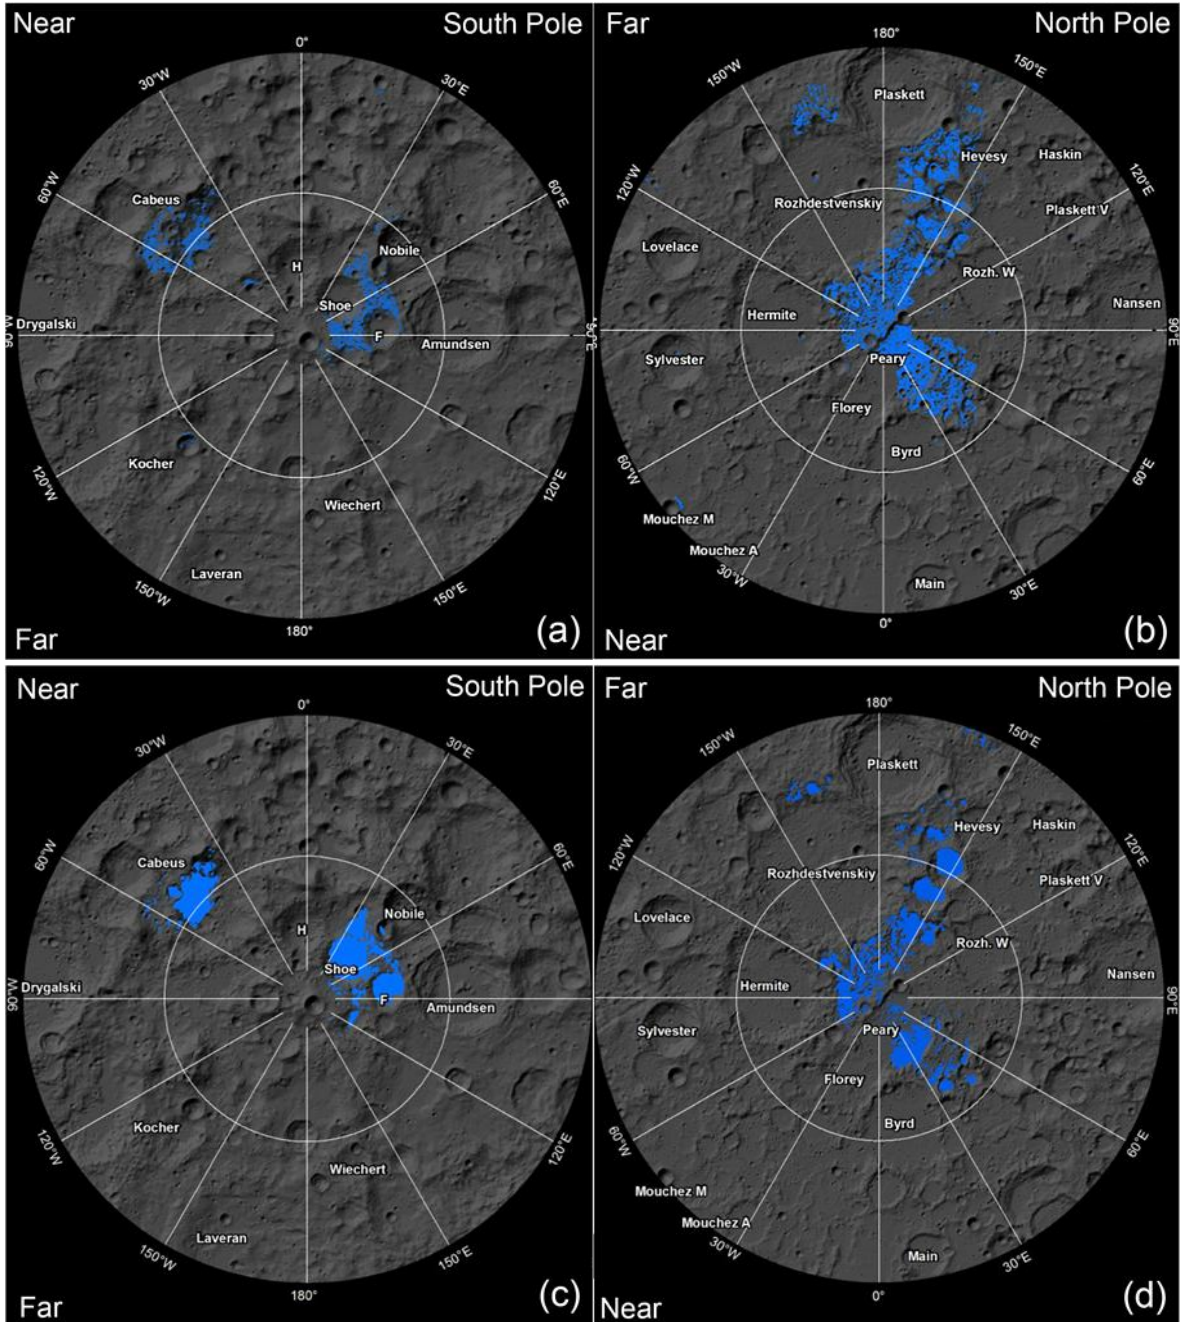 Near
South Pole
0°
30°W
30°E
60°W
60°E
Cabeus
Nobile
H
Shoe
F
Drygalski
Amundsen
Kocher
Wiechert
120°W
120°E
Laveran
150°W
150°E
180°
Far
(a)
Far
North Pole
180°
150°W
150°E
Plaskett
Hevesy
Haskin
120°W
120°E
Rozhdestvenskiy
Plaskett V
Lovelace
Rozh. W
Hermite
Nansen
90°E
Sylvester
Peary
Florey
Byrd
60°W
60°E
Mouchez M
Mouchez A
30°W
Main
30°E
0°
Near
(b)
Near
South Pole
0°
30°W
30°E
60°W
60°E
Cabeus
Nobile
H
Shoe
Drygalski
90°W
F
Amundsen
Kocher
120°W
120°E
Wiechert
Laveran
150°W
150°E
180°
Far
(c)
Far
North Pole
180°
150°W
150°E
Plaskett
Hevesy
Haskin
120°W
120°E
Rozhdestvenskiy
Plaskett V
Lovelace
Rozh. W
Hermite
Nansen
90°E
Sylvester
Peary
Florey
Byrd
60°W
60°E
Mouchez M
Mouchez A
30°W
Main
30°E
0°
Near
(d)